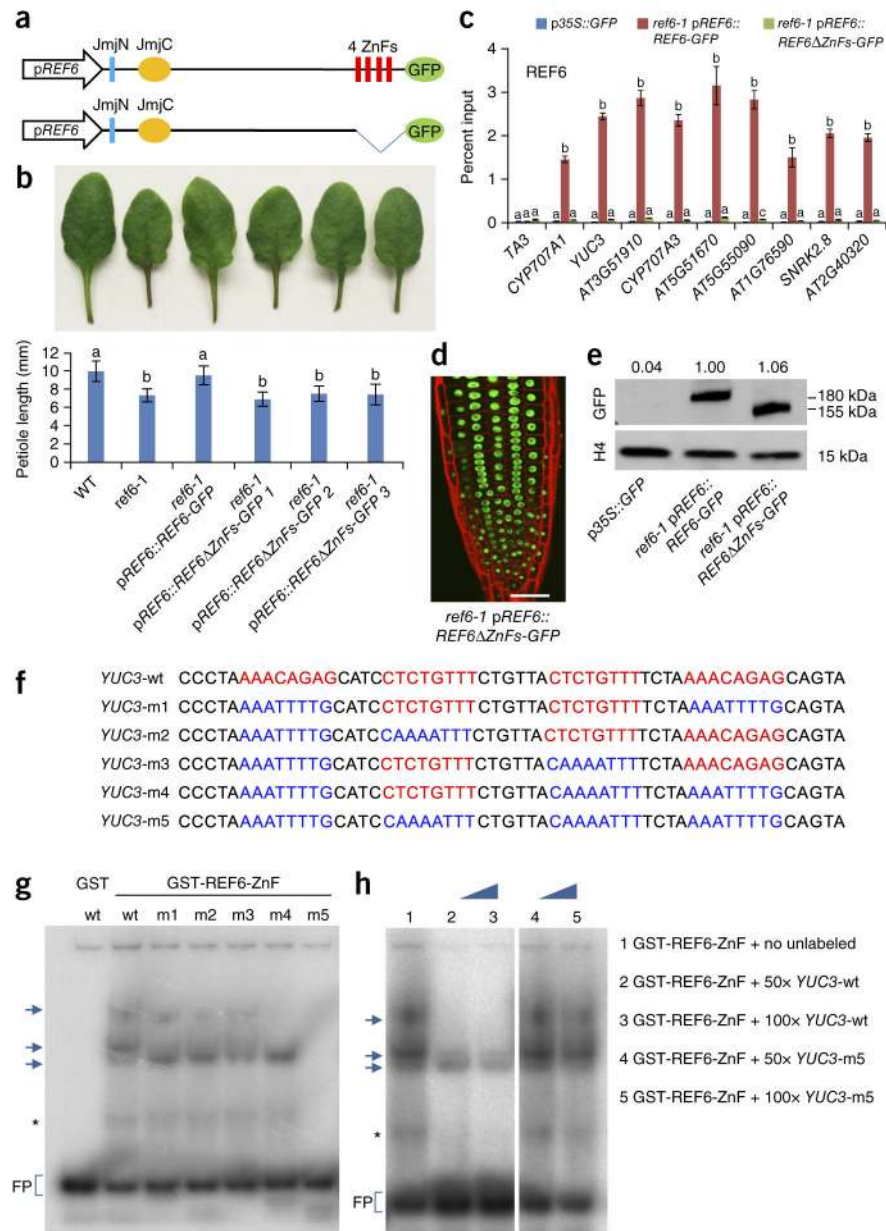 a
JmjN JmjC 4 ZnFs
pREF6 GFP
JmjN JmjC
pREF6 GFP
b
Petiole length (mm)
14
12
10
8
6
4
2
0
a b a b b b
WT
ref6-1
ref6-1 pREF6::REF6-GFP
ref6-1 pREF6::REF6ΔZnFs-GFP 1
ref6-1 pREF6::REF6ΔZnFs-GFP 2
ref6-1 pREF6::REF6ΔZnFs-GFP 3
c
p35S::GFP
ref6-1 pREF6::
REF6-GFP
ref6-1 pREF6::
REF6ΔZnFs-GFP
REF6
Percent input
4
3
2
1
0
a a a
a b a
a b a
a b a
a b a
a b a
a b c
a b a
a b a
a b a
TA3
CYP707A1
YUC3
AT3G51910
CYP707A3
AT5G51670
AT5G55090
AT1G76590
SNRK2.8
AT2G40320
d
ref6-1 pREF6::
REF6ΔZnFs-GFP
e
0.04 1.00 1.06
GFP
180 kDa
155 kDa
H4
15 kDa
p35S::GFP
ref6-1 pREF6::
REF6-GFP
ref6-1 pREF6::
REF6ΔZnFs-GFP
f
YUC3-wt CCCTAAAACAGAGCATCCTCTGTTTCTGTTACTCTGTTTTCTAAAACAGAGCAGTA
YUC3-m1 CCCTAAAATTTTGCATCCTCTGTTTCTGTTACTCTGTTTTCTAAAATTTTGCAGTA
YUC3-m2 CCCTAAAATTTTGCATCCAAAATTTCTGTTACTCTGTTTTCTAAAACAGAGCAGTA
YUC3-m3 CCCTAAAATTTTGCATCCTCTGTTTCTGTTACAAAATTTTCTAAAACAGAGCAGTA
YUC3-m4 CCCTAAAATTTTGCATCCTCTGTTTCTGTTACAAAATTTTCTAAAATTTTGCAGTA
YUC3-m5 CCCTAAAATTTTGCATCCAAAATTTCTGTTACAAAATTTTCTAAAATTTTGCAGTA
g
GST GST-REF6-ZnF
wt wt m1 m2 m3 m4 m5
*
FP
h
1 2 3 4 5
*
FP
1 GST-REF6-ZnF + no unlabeled
2 GST-REF6-ZnF + 50× YUC3-wt
3 GST-REF6-ZnF + 100× YUC3-wt
4 GST-REF6-ZnF + 50× YUC3-m5
5 GST-REF6-ZnF + 100× YUC3-m5